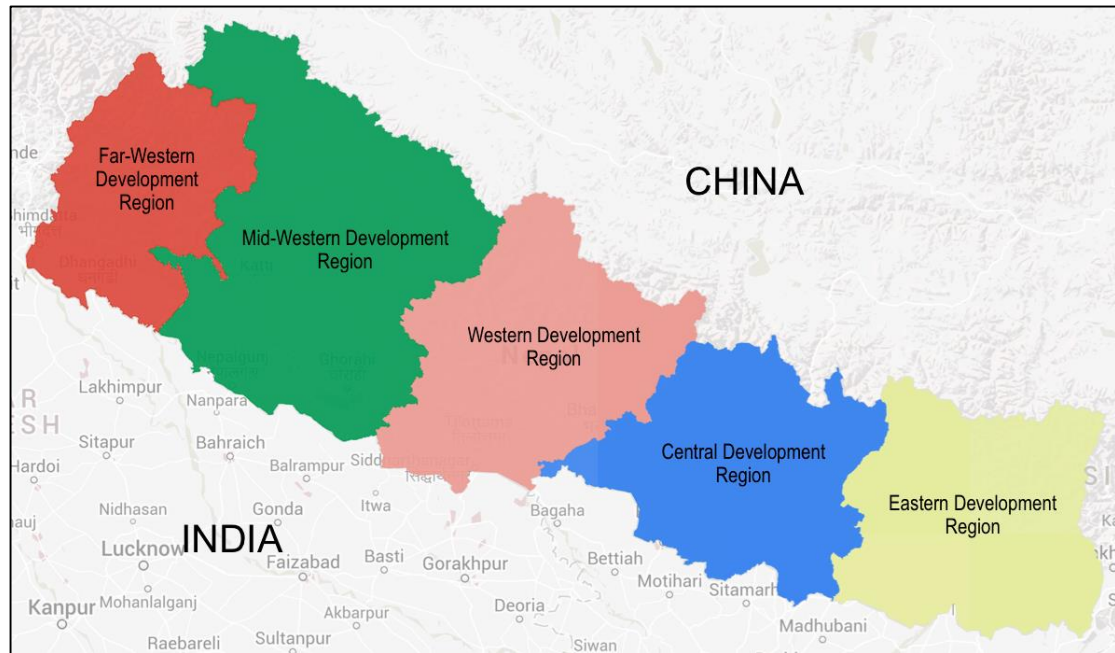 Far-Western
Development
Region
CHINA
Mid-Western Development
Region
Dhangadhi
Western Development
Region
Lakhimpur
Nanpara
Sitapur
Bahraich
Hardoi
Balrampur
Central Development
Region
Eastern Development
Region
Nidhasan
Gonda
Itwa
Bagaha
INDIA
Lucknow
Faizabad
Basti
Gorakhpur
Bettiah
Motihari
Sitamarh
Mohanlalganj
Kanpur
Akbarpur
Deoria
Madhubani
Raebareli
Sultanpur
Siwan